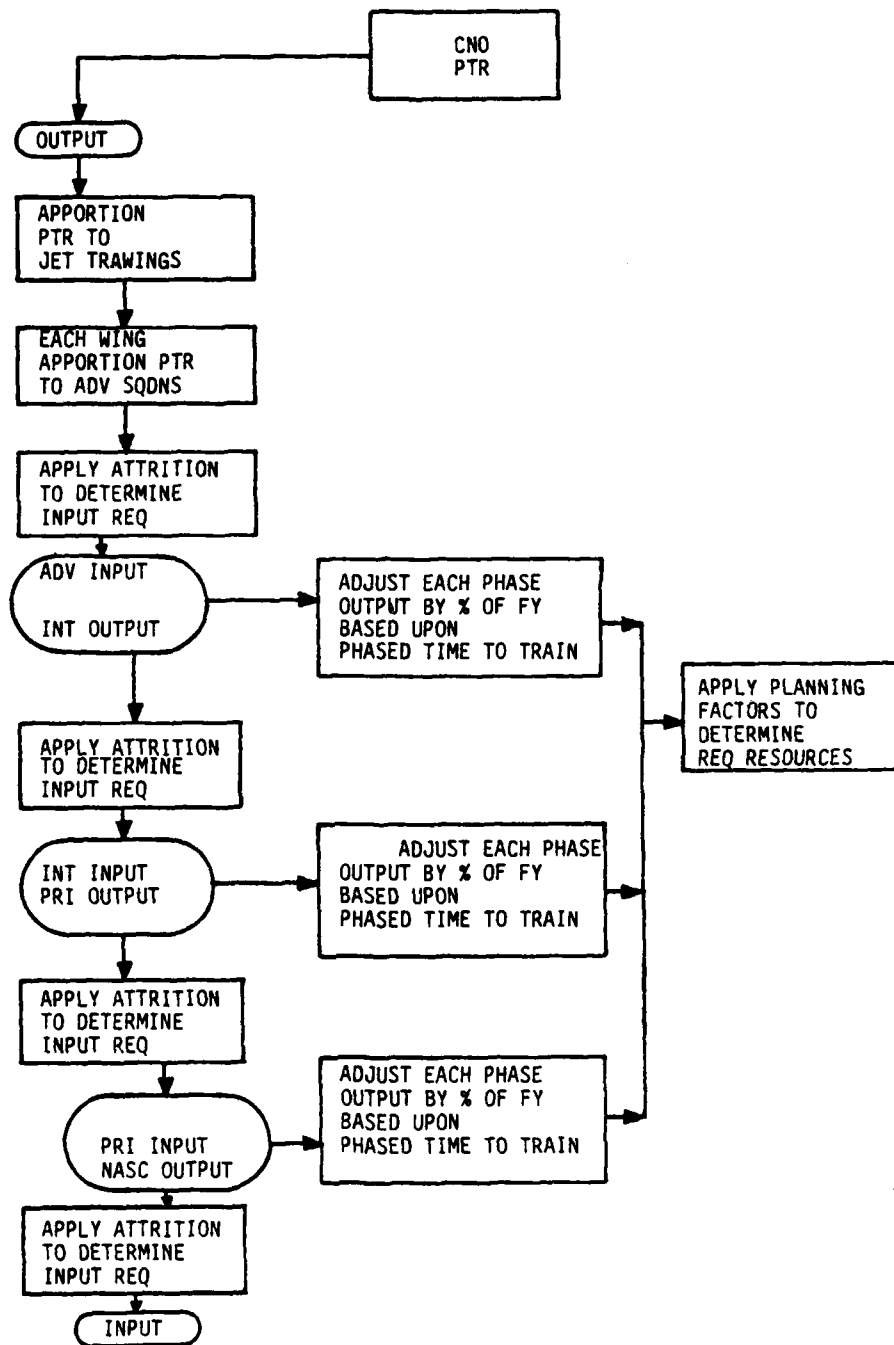 CNO
PTR
OUTPUT
APPORTION
PTR TO
JET TRAWINGS
EACH WING
APPORTION PTR
TO ADV SQDNS
APPLY ATTRITION
TO DETERMINE
INPUT REQ
ADV INPUT
INT OUTPUT
ADJUST EACH PHASE
OUTPUT BY % OF FY
BASED UPON
PHASED TIME TO TRAIN
APPLY PLANNING
FACTORS TO
DETERMINE
REQ RESOURCES
APPLY ATTRITION
TO DETERMINE
INPUT REQ
INT INPUT
PRI OUTPUT
ADJUST EACH PHASE
OUTPUT BY % OF FY
BASED UPON
PHASED TIME TO TRAIN
APPLY ATTRITION
TO DETERMINE
INPUT REQ
PRI INPUT
NASC OUTPUT
ADJUST EACH PHASE
OUTPUT BY % OF FY
BASED UPON
PHASED TIME TO TRAIN
APPLY ATTRITION
TO DETERMINE
INPUT REQ
INPUT